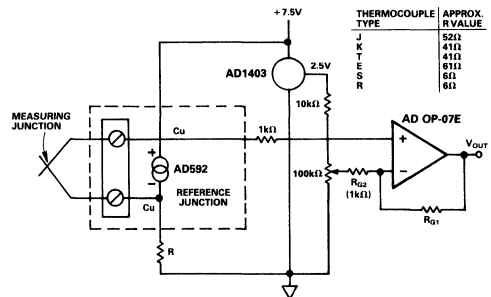 +7.5V
THERMOCOUPLE TYPE
APPROX. R VALUE
J 52Ω
K 41Ω
T 41Ω
E 61Ω
S 6Ω
R 6Ω
AD1403
2.5V
MEASURING
JUNCTION
Cu
1kΩ
10kΩ
AD OP-07E
VOUT
+
−
+
AD592
−
REFERENCE
JUNCTION
100kΩ
RG2
(1kΩ)
Cu
RG1
R